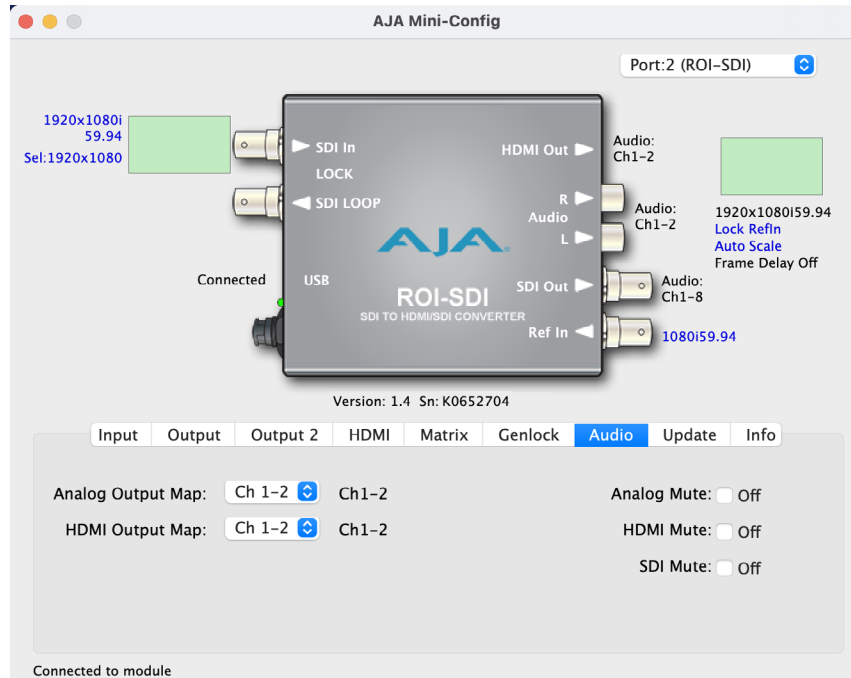 AJA Mini-Config
Port:2 (ROI-SDI)
1920x1080i
59.94
Sel:1920x1080
SDI In
LOCK
SDI LOOP
HDMI Out
Audio:
Ch1-2
R
Audio
L
Audio:
Ch1-2
1920x1080i59.94
Lock RefIn
Auto Scale
Frame Delay Off
AJA
Connected
USB
ROI-SDI
SDI TO HDMI/SDI CONVERTER
SDI Out
Audio:
Ch1-8
Ref In
1080i59.94
Version: 1.4 Sn: K0652704
Input Output Output 2 HDMI Matrix Genlock Audio Update Info
Analog Output Map: Ch 1-2 Ch1-2 Analog Mute: Off
HDMI Output Map: Ch 1-2 Ch1-2 HDMI Mute: Off
SDI Mute: Off
Connected to module